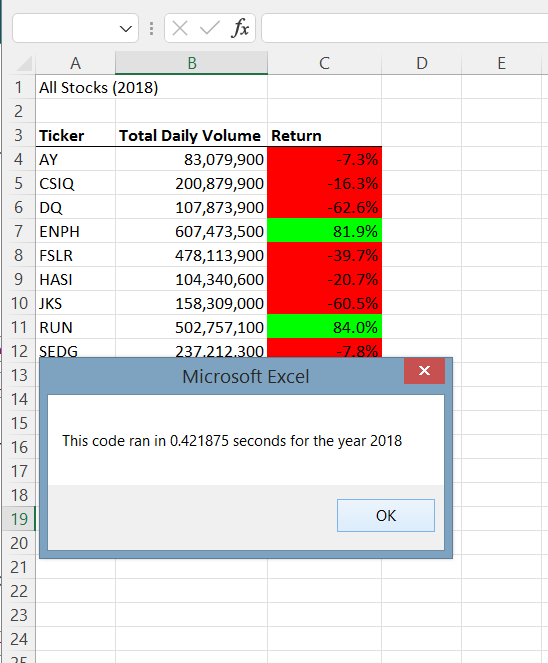 fx
A B C D E
1 All Stocks (2018)
2
3 Ticker Total Daily Volume Return
4 AY 83,079,900 -7.3%
5 CSIQ 200,879,900 -16.3%
6 DQ 107,873,900 -62.6%
7 ENPH 607,473,500 81.9%
8 FSLR 478,113,900 -39.7%
9 HASI 104,340,600 -20.7%
10 JKS 158,309,000 -60.5%
11 RUN 502,757,100 84.0%
12 SEDG 237,212,300 -7.8%
13
Microsoft Excel
14
15
This code ran in 0.421875 seconds for the year 2018
16
17
18
OK
19
20
21
22
23
24
25